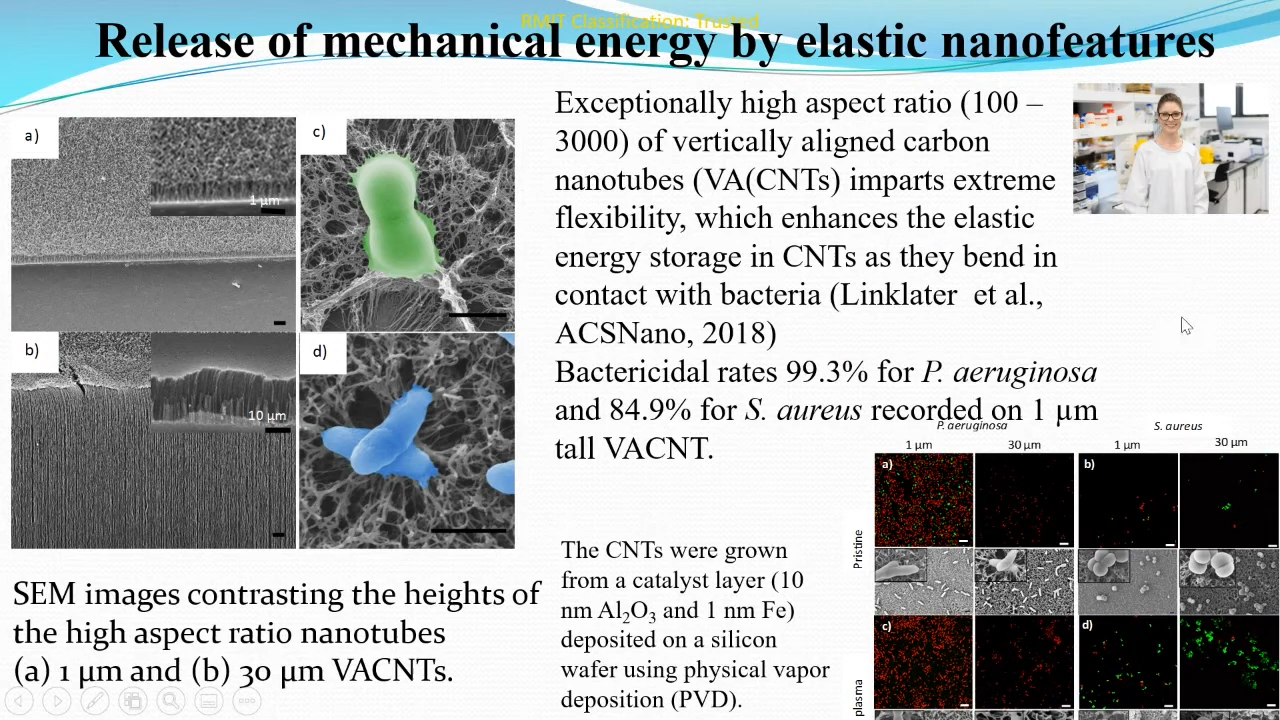 RMIT Classification: Trusted
Release of mechanical energy by elastic nanofeatures
a)
1 µm
c)
b)
10 µm
d)
Exceptionally high aspect ratio (100 –
3000) of vertically aligned carbon
nanotubes (VA(CNTs) imparts extreme
flexibility, which enhances the elastic
energy storage in CNTs as they bend in
contact with bacteria (Linklater et al.,
ACSNano, 2018)
Bactericidal rates 99.3% for P. aeruginosa
and 84.9% for S. aureus recorded on 1 µm
tall VACNT.
SEM images contrasting the heights of
the high aspect ratio nanotubes
(a) 1 µm and (b) 30 µm VACNTs.
The CNTs were grown
from a catalyst layer (10
nm Al₂O₃ and 1 nm Fe)
deposited on a silicon
wafer using physical vapor
deposition (PVD).
P. aeruginosa
S. aureus
1 µm
30 µm
1 µm
30 µm
Pristine
a)
b)
plasma
c)
d)